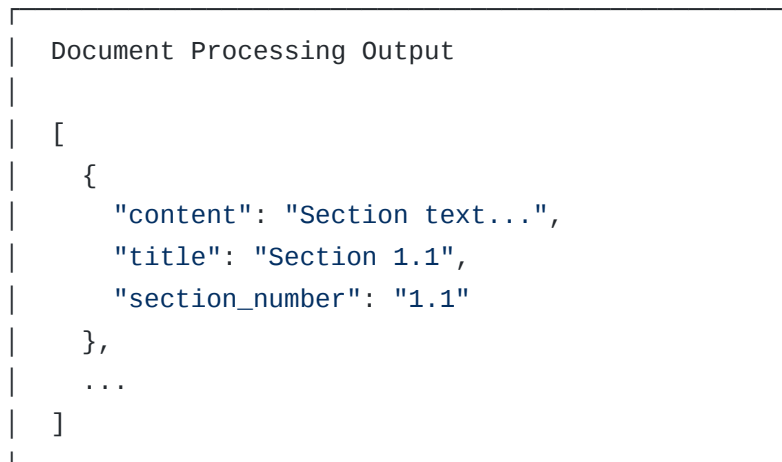 Document Processing Output
[
{
"content": "Section text...",
"title": "Section 1.1",
"section_number": "1.1"
},
...
]